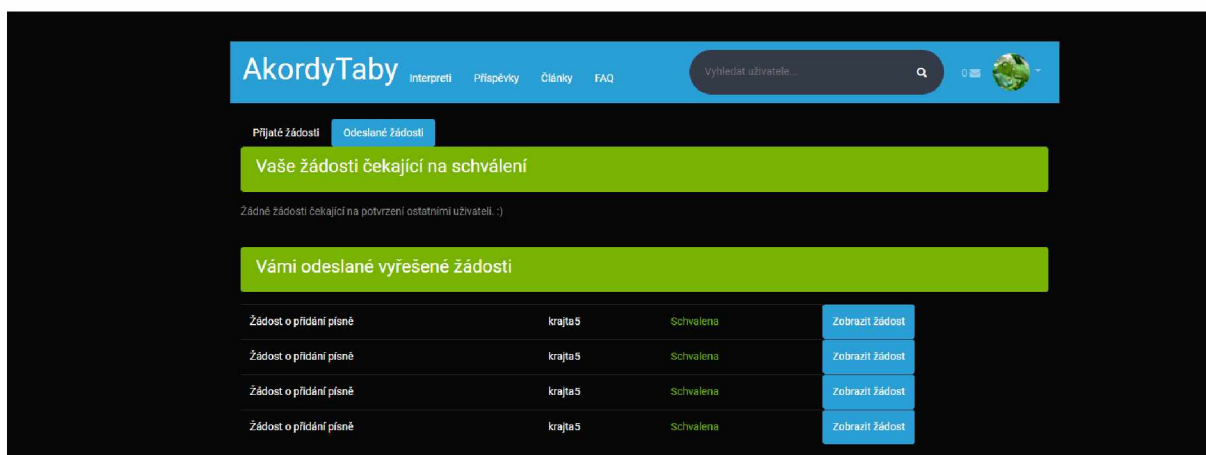 AkordyTaby Interpreti Příspěvky Články FAQ Vyhledat uživatele... 0
Přijaté žádosti Odeslané žádosti
Vaše žádosti čekající na schválení
Žádné žádosti čekající na potvrzení ostatními uživateli. :)
Vámi odeslané vyřešené žádosti
Žádost o přidání písně krajta5 Schvalena Zobrazit žádost
Žádost o přidání písně krajta5 Schvalena Zobrazit žádost
Žádost o přidání písně krajta5 Schvalena Zobrazit žádost
Žádost o přidání písně krajta5 Schvalena Zobrazit žádost